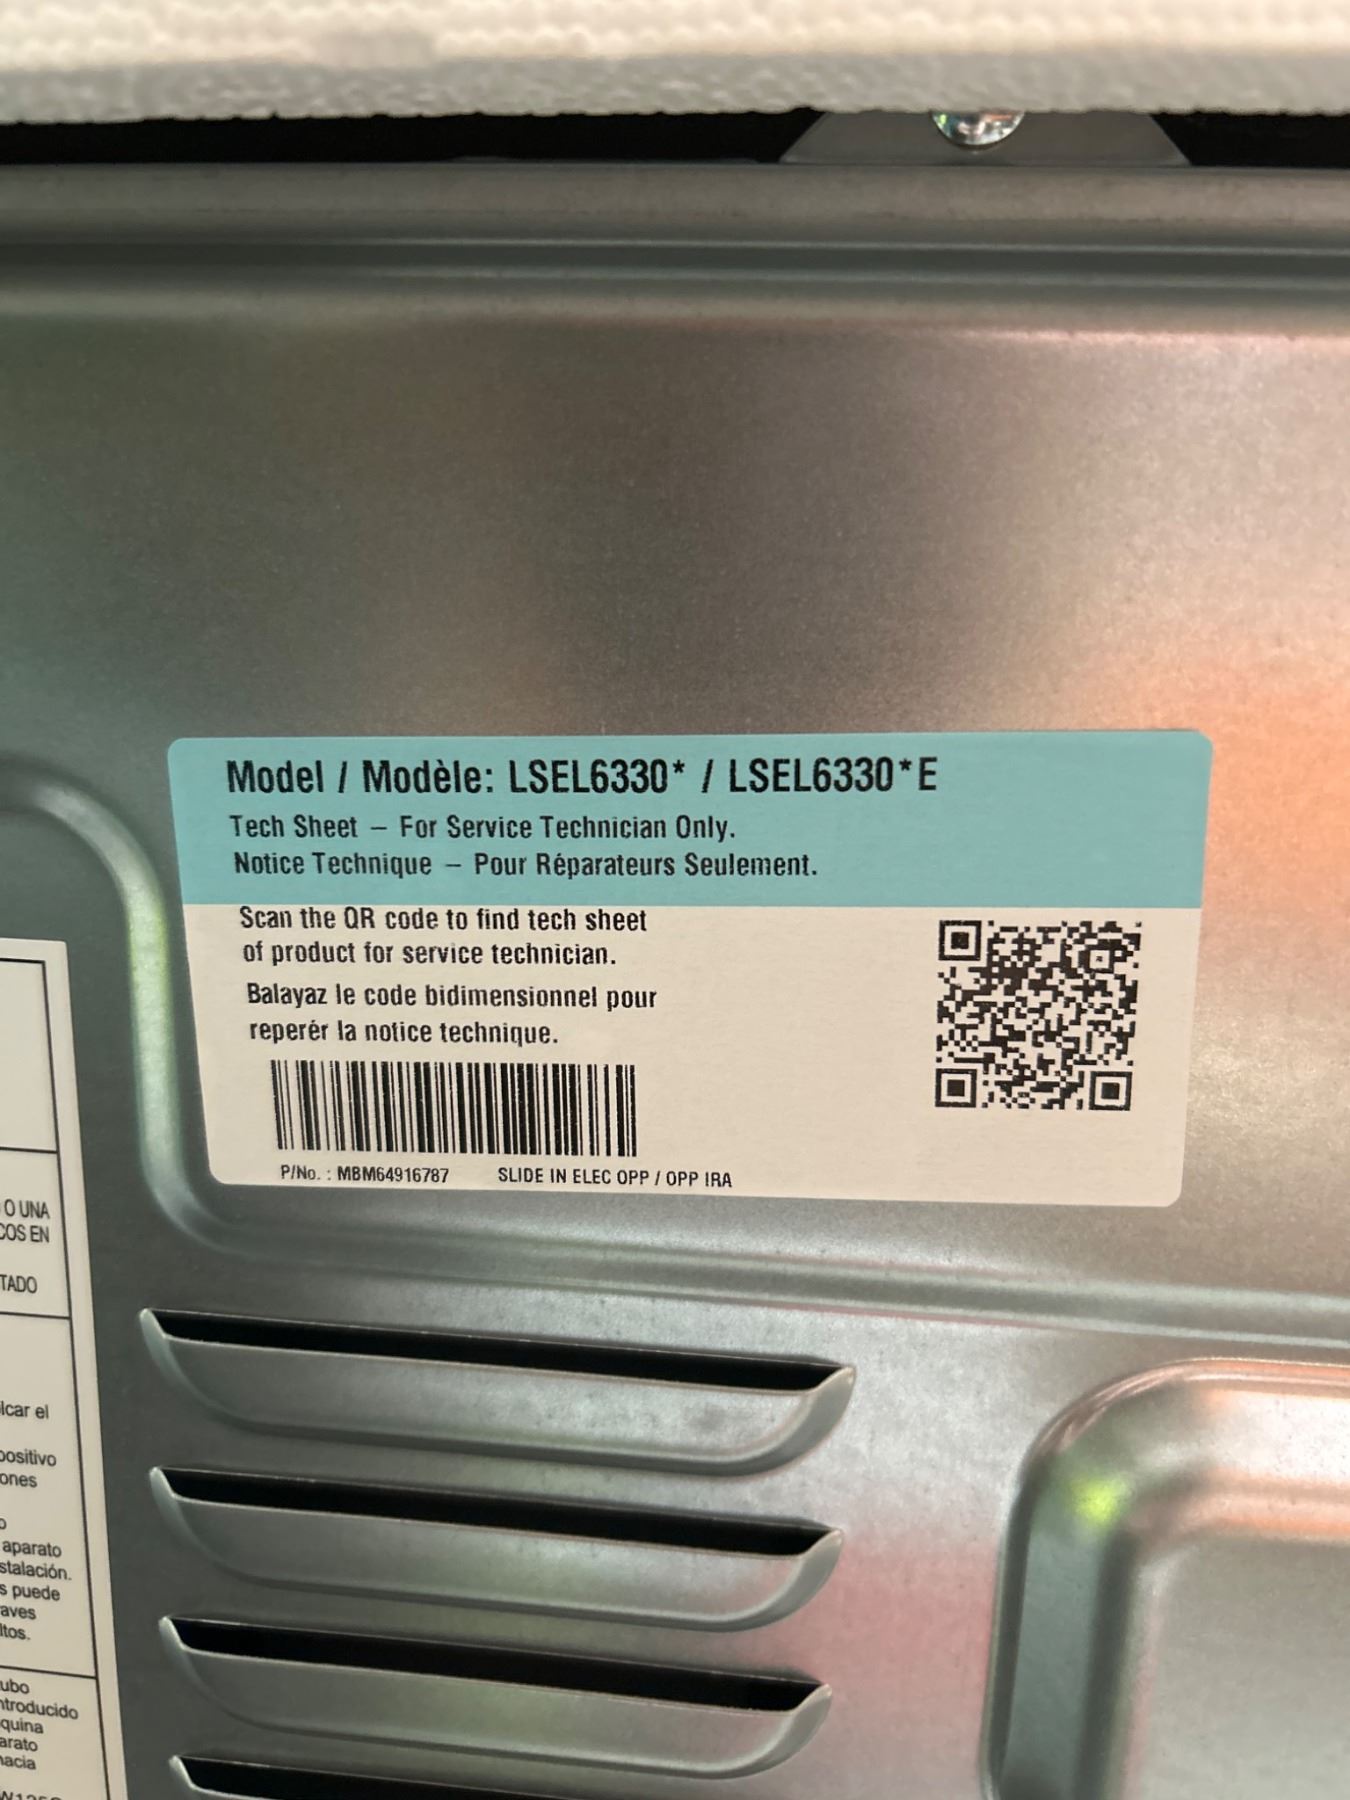 Model / Modèle: LSEL6330* / LSEL6330*E
Tech Sheet – For Service Technician Only.
Notice Technique – Pour Réparateurs Seulement.
Scan the QR code to find tech sheet
of product for service technician.
Balayaz le code bidimensionnel pour
reperér la notice technique.
P/No. : MBM64916787 SLIDE IN ELEC OPP / OPP IRA
O UNA
COS EN
TADO
lcar el
positivo
ones
o
aparato
stalación.
s puede
raves
ltos.
ubo
ntroducido
quina
arato
hacia